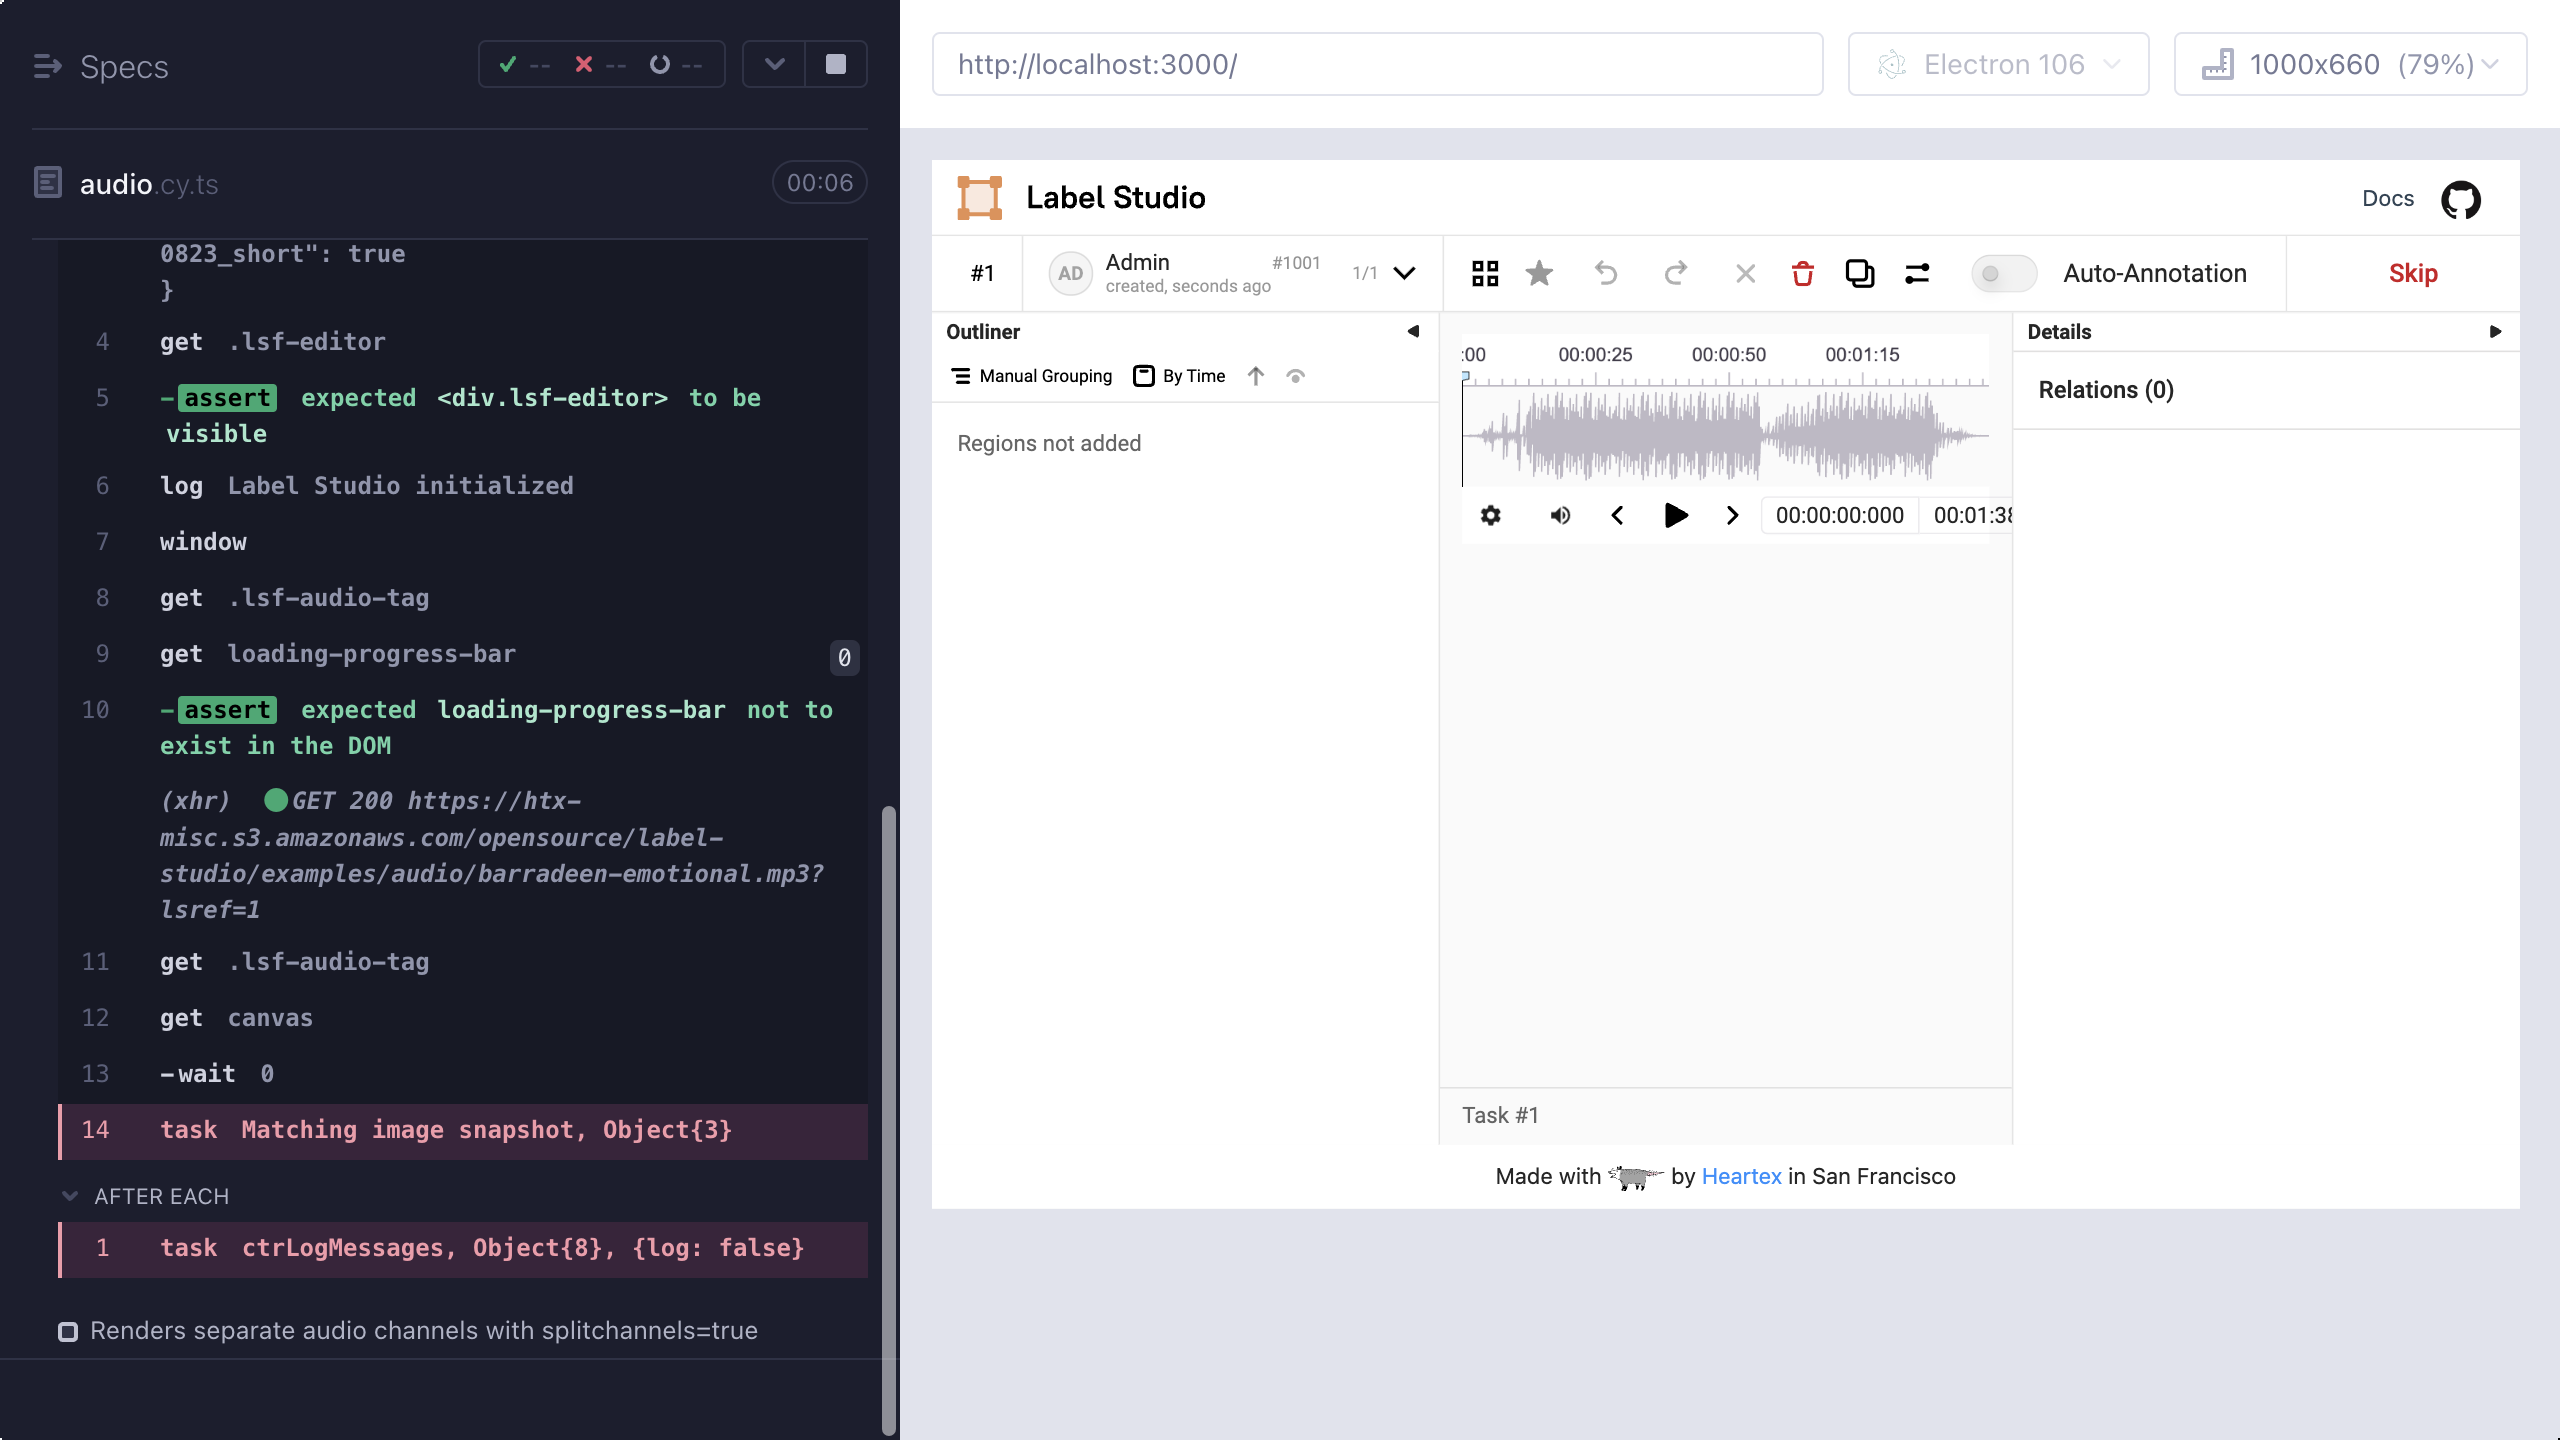 Specs
-- -- --
audio.cy.ts
00:06
0823_short": true
}
4 get .lsf-editor
5 -assert expected <div.lsf-editor> to be
visible
6 log Label Studio initialized
7 window
8 get .lsf-audio-tag
9 get loading-progress-bar 0
10 -assert expected loading-progress-bar not to
exist in the DOM
(xhr) GET 200 https://htx-
misc.s3.amazonaws.com/opensource/label-
studio/examples/audio/barradeen-emotional.mp3?
lsref=1
11 get .lsf-audio-tag
12 get canvas
13 -wait 0
14 task Matching image snapshot, Object{3}
AFTER EACH
1 task ctrLogMessages, Object{8}, {log: false}
Renders separate audio channels with splitchannels=true
http://localhost:3000/
Electron 106
1000x660 (79%)
Label Studio
Docs
#1
AD
Admin
#1001
created, seconds ago
1/1
Auto-Annotation
Skip
Outliner
Manual Grouping
By Time
Regions not added
:00 00:00:25 00:00:50 00:01:15
00:00:00:000 00:01:38
Task #1
Details
Relations (0)
Made with by Heartex in San Francisco